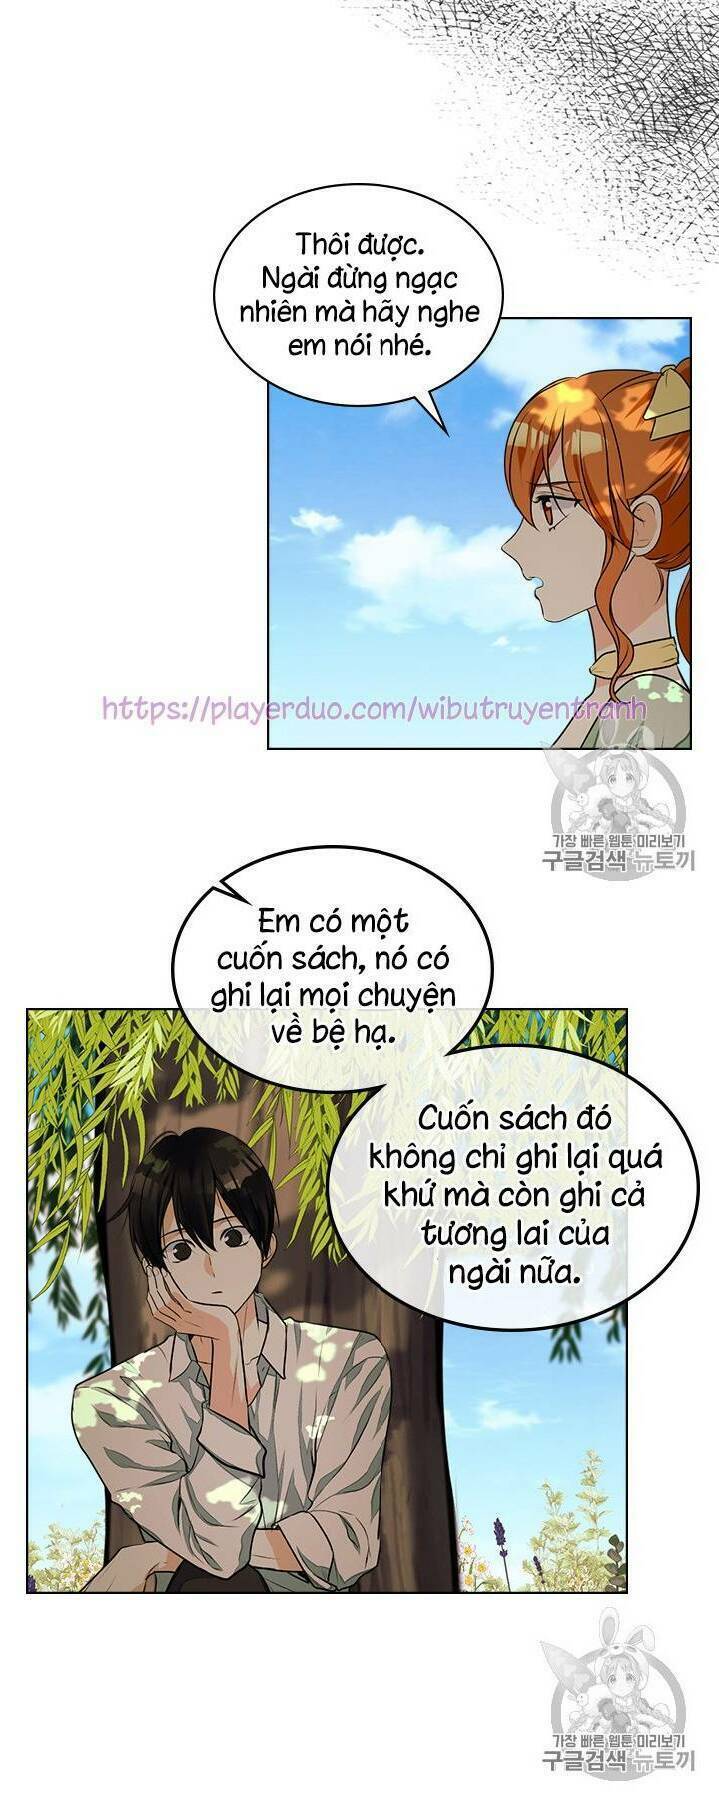 Thôi được.
Ngài đừng ngạc
nhiên mà hãy nghe
em nói nhé.
https://playerduo.com/wibutruyentranh
가장 빠른 웹툰 미리보기
구글검색 뉴토끼
Em có một
cuốn sách, nó có
ghi lại mọi chuyện
về bệ hạ.
Cuốn sách đó
không chỉ ghi lại quá
khứ mà còn ghi cả
tương lai của
ngài nữa.
가장 빠른 웹툰 미리보기
구글검색 뉴토끼